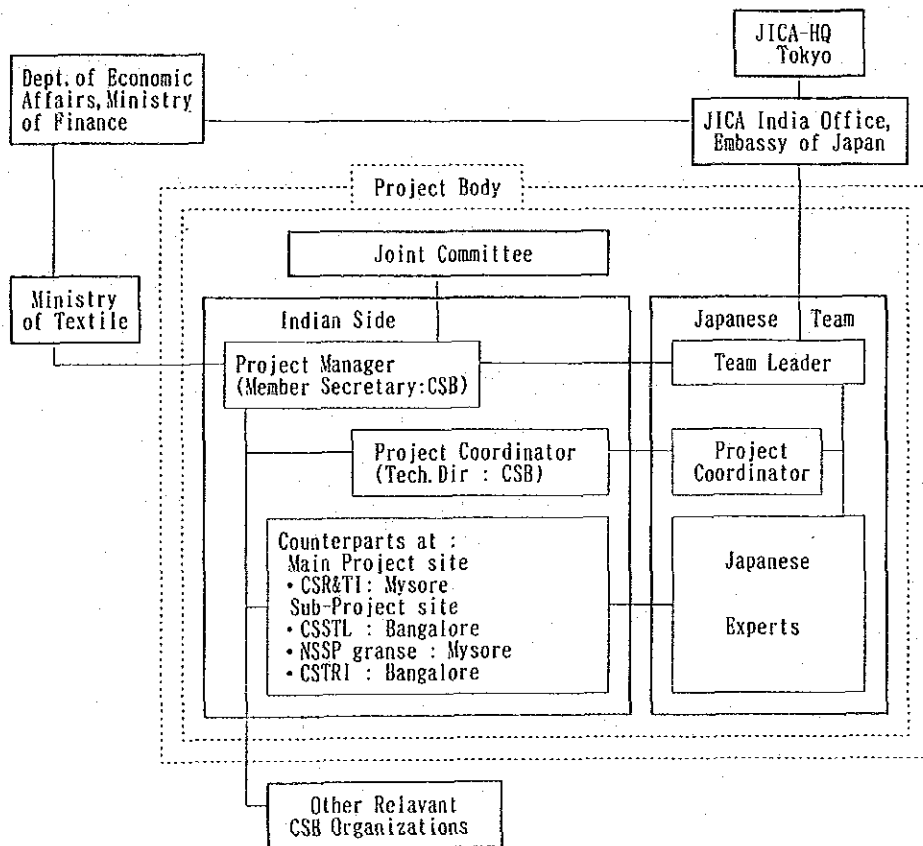 JICA-HQ
Tokyo
Dept. of Economic
Affairs, Ministry
of Finance
JICA India Office,
Embassy of Japan
Project Body
Joint Committee
Ministry
of Textile
Indian Side
Japanese Team
Project Manager
(Member Secretary:CSB)
Team Leader
Project Coordinator
(Tech.Dir : CSB)
Project
Coordinator
Counterparts at :
Main Project site
・CSR&TI: Mysore
Sub-Project site
・CSSTL : Bangalore
・NSSP granse : Mysore
・CSTRI : Bangalore
Japanese
Experts
Other Relavant
CSB Organizations